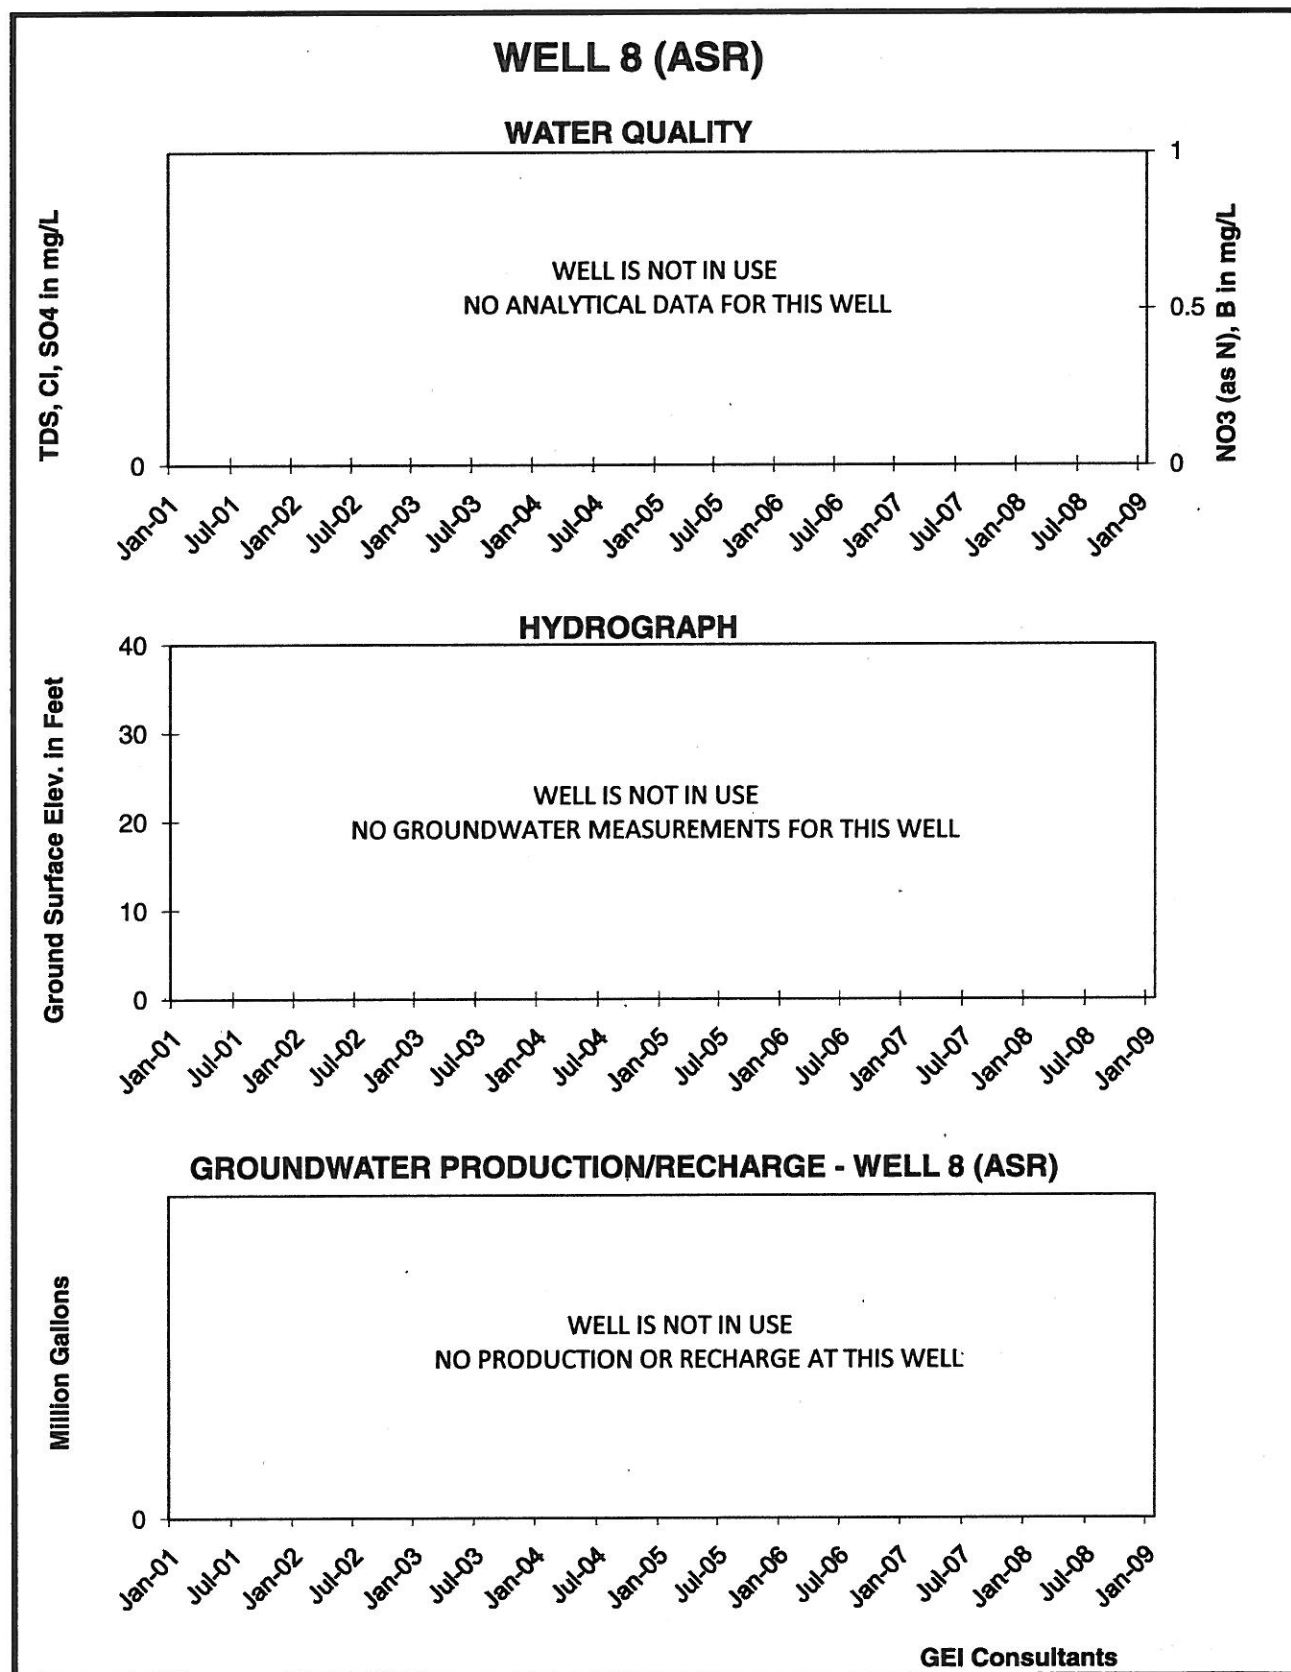 WELL 8 (ASR)
WATER QUALITY
TDS, Cl, SO4 in mg/L
1
0.5
0
NO3 (as N), B in mg/L
WELL IS NOT IN USE
NO ANALYTICAL DATA FOR THIS WELL
0
Jan-01 Jul-01 Jan-02 Jul-02 Jan-03 Jul-03 Jan-04 Jul-04 Jan-05 Jul-05 Jan-06 Jul-06 Jan-07 Jul-07 Jan-08 Jul-08 Jan-09
HYDROGRAPH
Ground Surface Elev. in Feet
40
30
20
10
0
WELL IS NOT IN USE
NO GROUNDWATER MEASUREMENTS FOR THIS WELL
Jan-01 Jul-01 Jan-02 Jul-02 Jan-03 Jul-03 Jan-04 Jul-04 Jan-05 Jul-05 Jan-06 Jul-06 Jan-07 Jul-07 Jan-08 Jul-08 Jan-09
GROUNDWATER PRODUCTION/RECHARGE - WELL 8 (ASR)
Million Gallons
WELL IS NOT IN USE
NO PRODUCTION OR RECHARGE AT THIS WELL
0
Jan-01 Jul-01 Jan-02 Jul-02 Jan-03 Jul-03 Jan-04 Jul-04 Jan-05 Jul-05 Jan-06 Jul-06 Jan-07 Jul-07 Jan-08 Jul-08 Jan-09
GEI Consultants